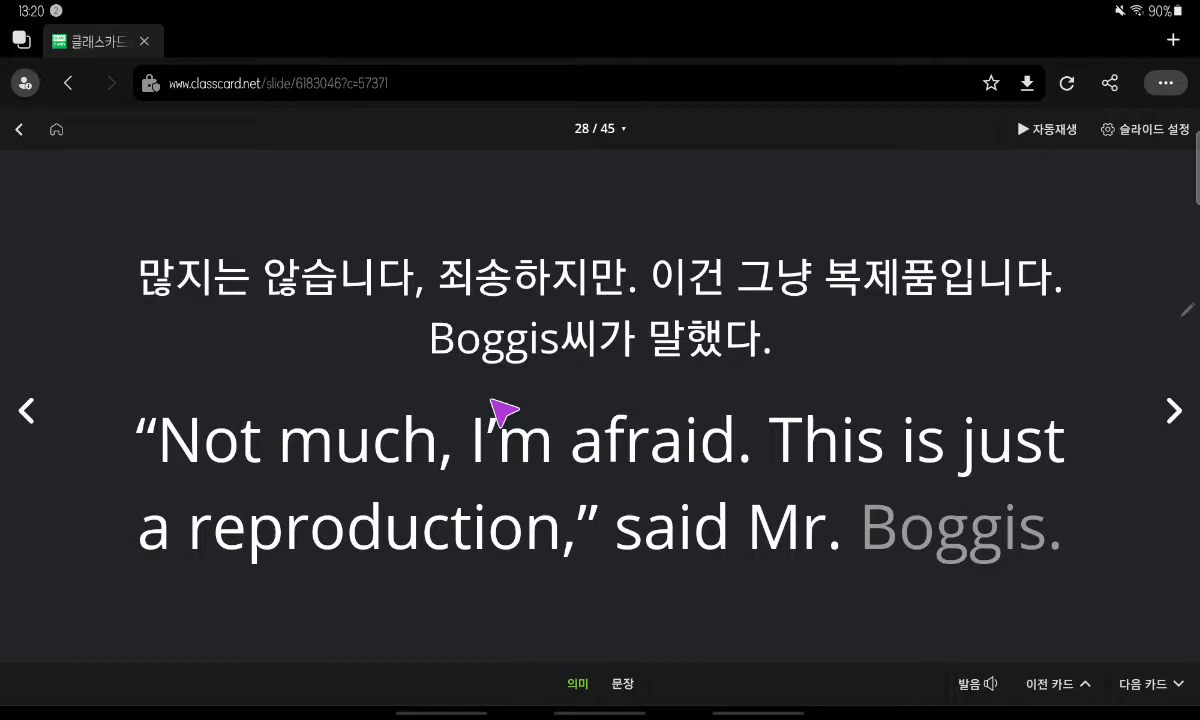 13:20 2 90%
클래스카드
www.classcard.net/slide/6183046?c=57371
28 / 45 자동재생 슬라이드 설정
많지는 않습니다, 죄송하지만. 이건 그냥 복제품입니다.
Boggis씨가 말했다.
“Not much, I’m afraid. This is just
a reproduction,” said Mr. Boggis.
의미 문장 발음 이전 카드 다음 카드